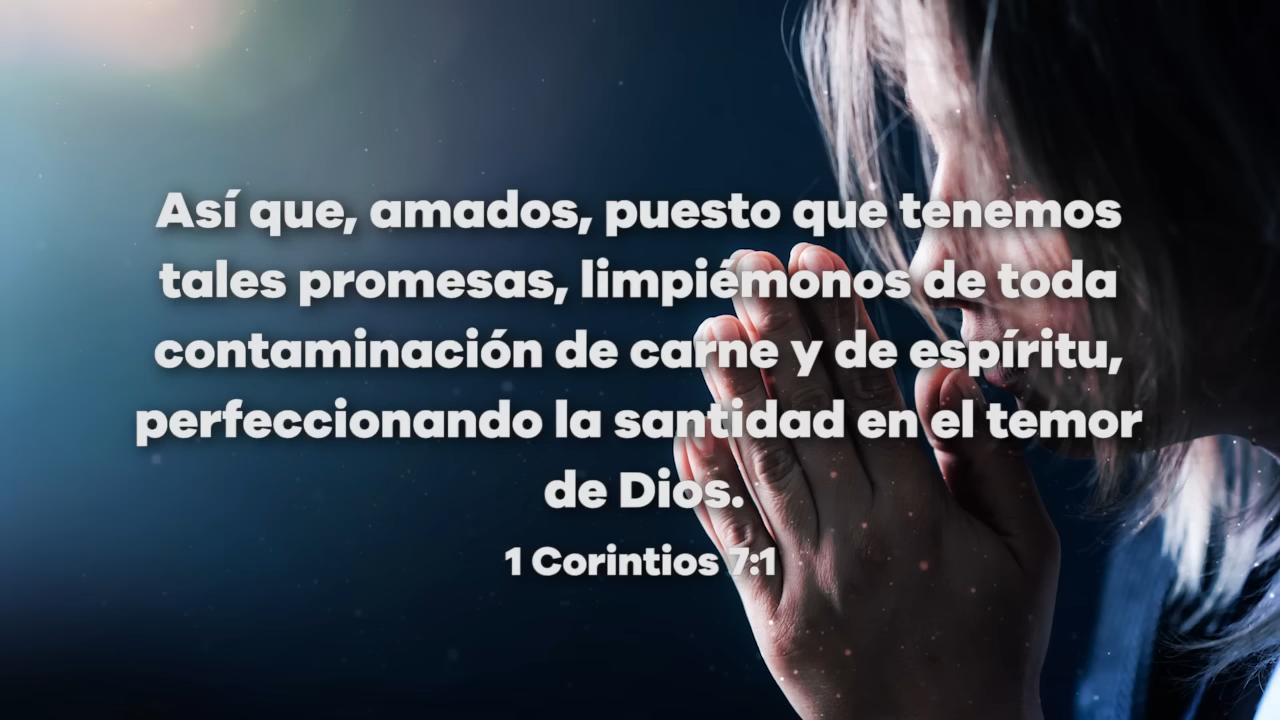 Así que, amados, puesto que tenemos
tales promesas, limpiémonos de toda
contaminación de carne y de espíritu,
perfeccionando la santidad en el temor
de Dios.
1 Corintios 7:1